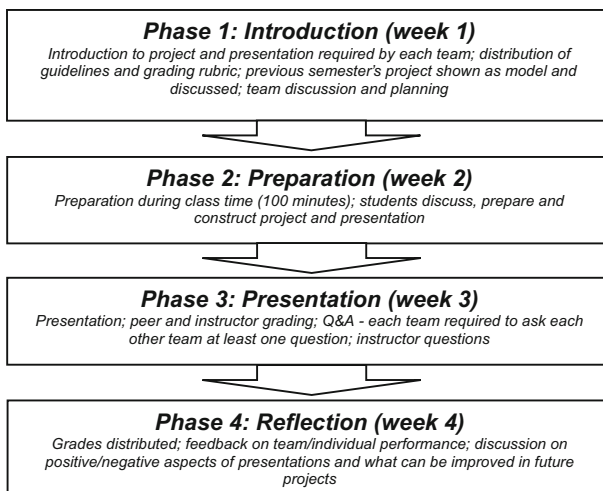 Phase 1: Introduction (week 1)
Introduction to project and presentation required by each team; distribution of
guidelines and grading rubric; previous semester's project shown as model and
discussed; team discussion and planning
Phase 2: Preparation (week 2)
Preparation during class time (100 minutes); students discuss, prepare and
construct project and presentation
Phase 3: Presentation (week 3)
Presentation; peer and instructor grading; Q&A - each team required to ask each
other team at least one question; instructor questions
Phase 4: Reflection (week 4)
Grades distributed; feedback on team/individual performance; discussion on
positive/negative aspects of presentations and what can be improved in future
projects